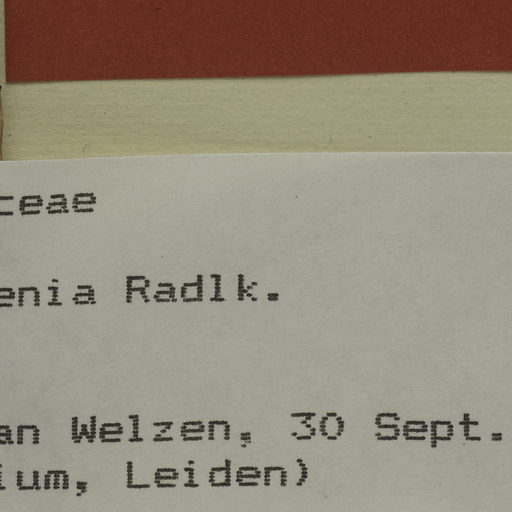 ceae
enia Radlk.
an Welzen, 30 Sept.
ium, Leiden)